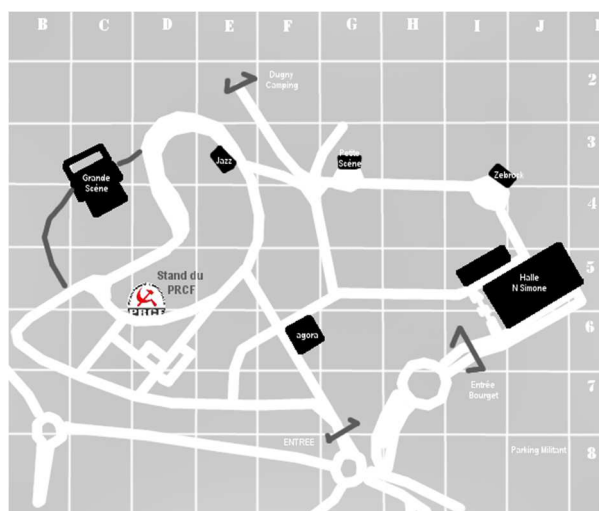 B C D E F G H I J
2
Dugny
Camping
3
Jazz
Petite
Scène
Grande
Scéne
Zebrock
4
5
Stand du
PRCF
Halle
N Simone
PRCF
6
agora
7
Entrée
Bourget
ENTREE
8
Parking Militant